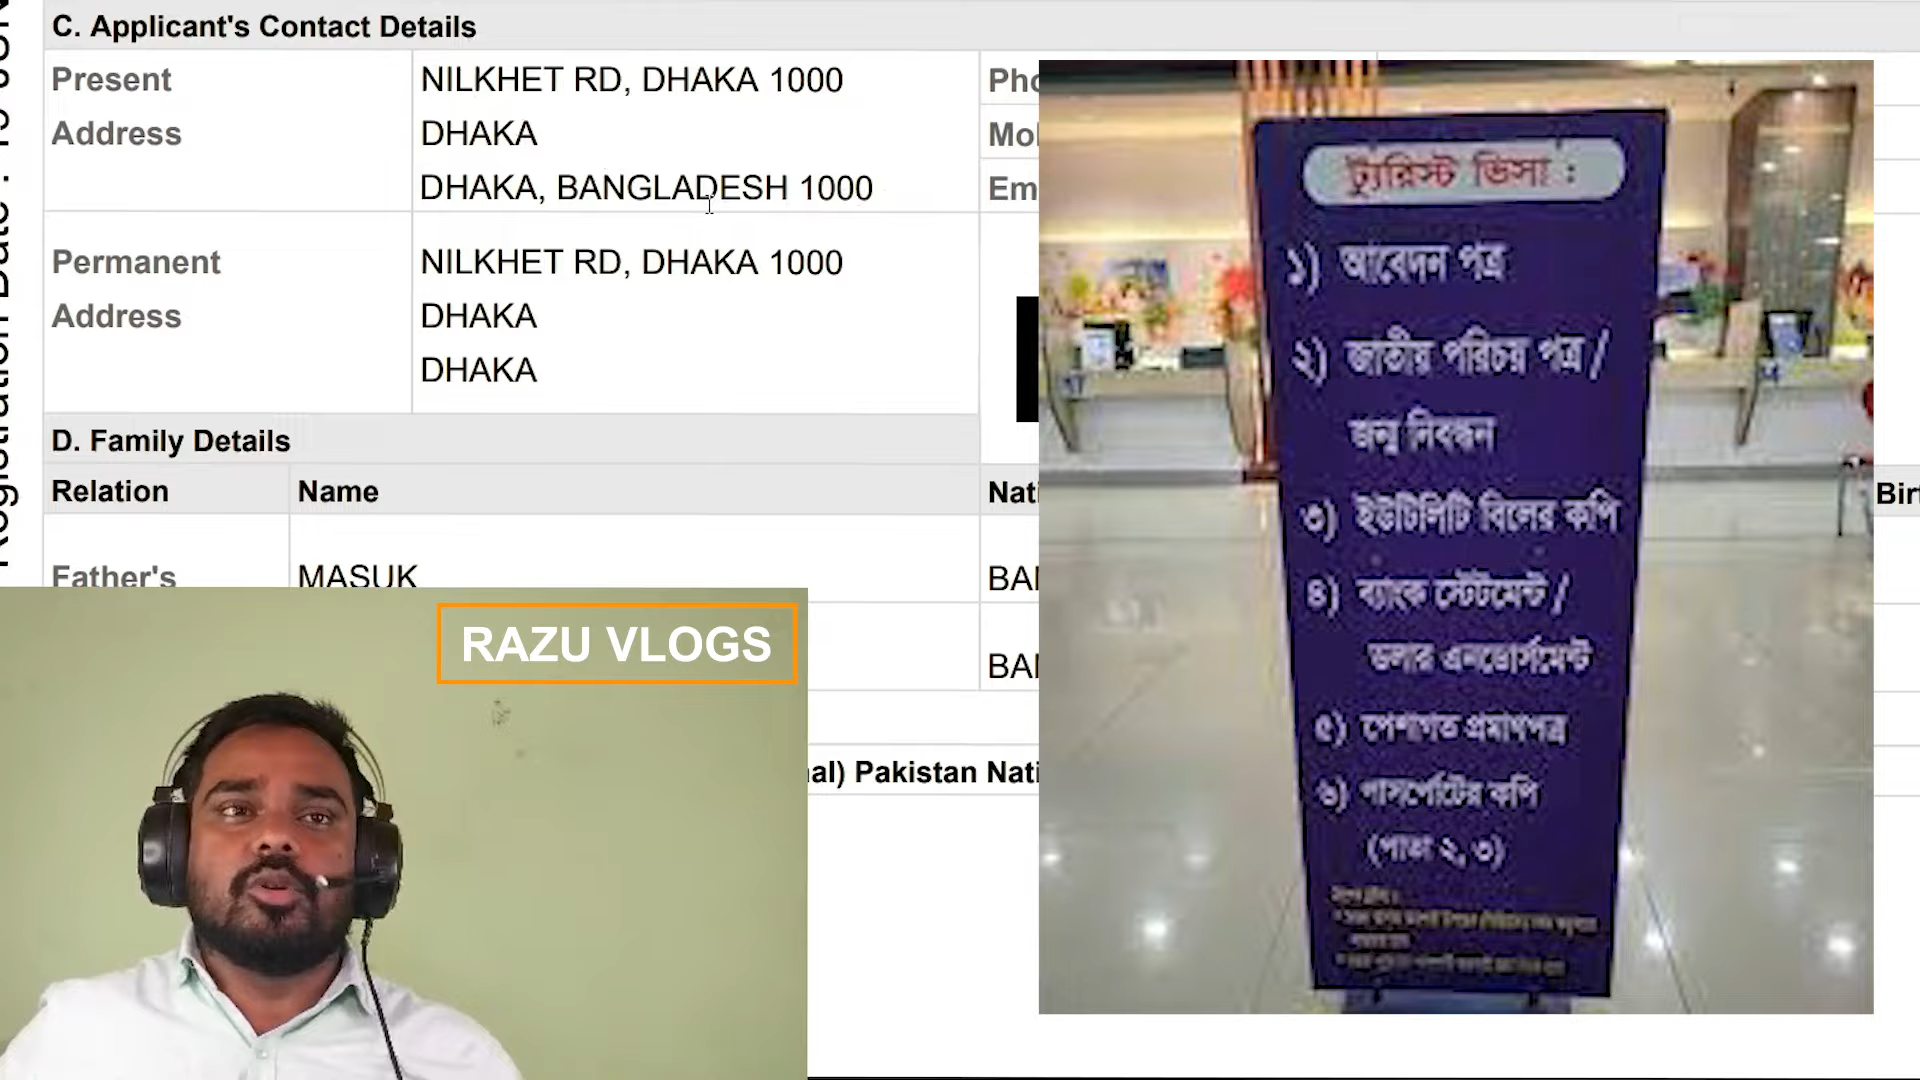 C. Applicant's Contact Details
Present Address
NILKHET RD, DHAKA 1000
DHAKA
DHAKA, BANGLADESH 1000
Permanent Address
NILKHET RD, DHAKA 1000
DHAKA
DHAKA
D. Family Details
Relation
Name
Father's
MASUK
RAZU VLOGS
Pakistan
Registration Date :
ট্যুরিস্ট ভিসা :
১) আবেদন পত্র
২) জাতীয় পরিচয় পত্র /
জন্ম নিবন্ধন
৩) ইউটিলিটি বিলের কপি
৪) ব্যাংক স্টেটমেন্ট /
ডলার এনডোর্সমেন্ট
৫) পেশাগত প্রমাণপত্র
৬) পাসপোর্টের কপি
(পাতা ২, ৩)